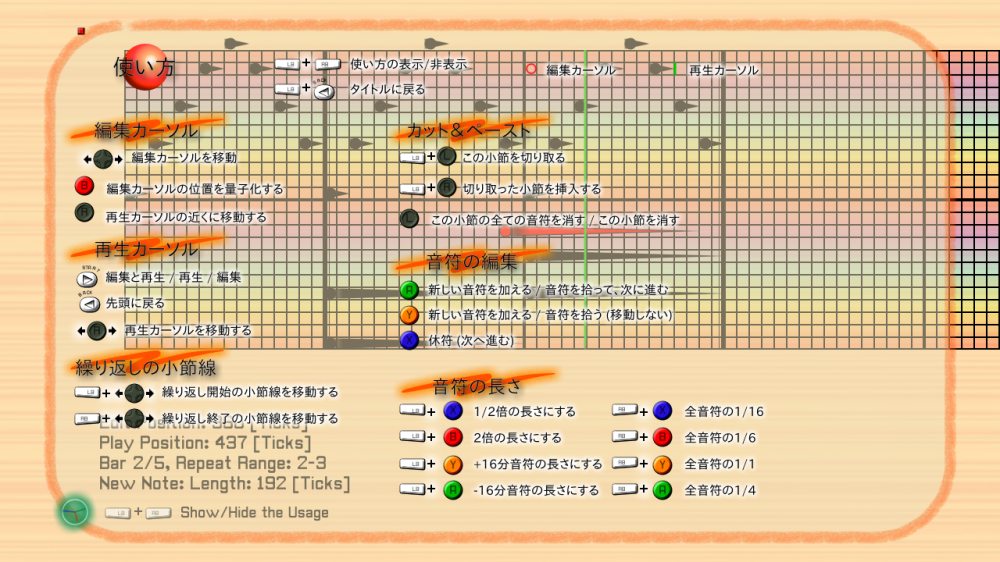 使い方
LB + RB 使い方の表示/非表示
編集カーソル
再生カーソル
LB + BACK タイトルに戻る
編集カーソル
編集カーソルを移動
B 編集カーソルの位置を量子化する
R 再生カーソルの近くに移動する
再生カーソル
START 編集と再生 / 再生 / 編集
BACK 先頭に戻る
R 再生カーソルを移動する
繰り返しの小節線
LB + 繰り返し開始の小節線を移動する
RB + 繰り返し終了の小節線を移動する
カット&ペースト
LB + L この小節を切り取る
LB + R 切り取った小節を挿入する
L この小節の全ての音符を消す / この小節を消す
音符の編集
A 新しい音符を加える / 音符を拾って、次に進む
Y 新しい音符を加える / 音符を拾う (移動しない)
X 休符 (次へ進む)
音符の長さ
LB + X 1/2倍の長さにする
LB + B 2倍の長さにする
LB + Y +16分音符の長さにする
LB + A -16分音符の長さにする
RB + X 全音符の1/16
RB + B 全音符の1/6
RB + Y 全音符の1/1
RB + A 全音符の1/4
[Ticks]
Play Position: 437 [Ticks]
Bar 2/5, Repeat Range: 2-3
New Note: Length: 192 [Ticks]
LB + RB Show/Hide the Usage